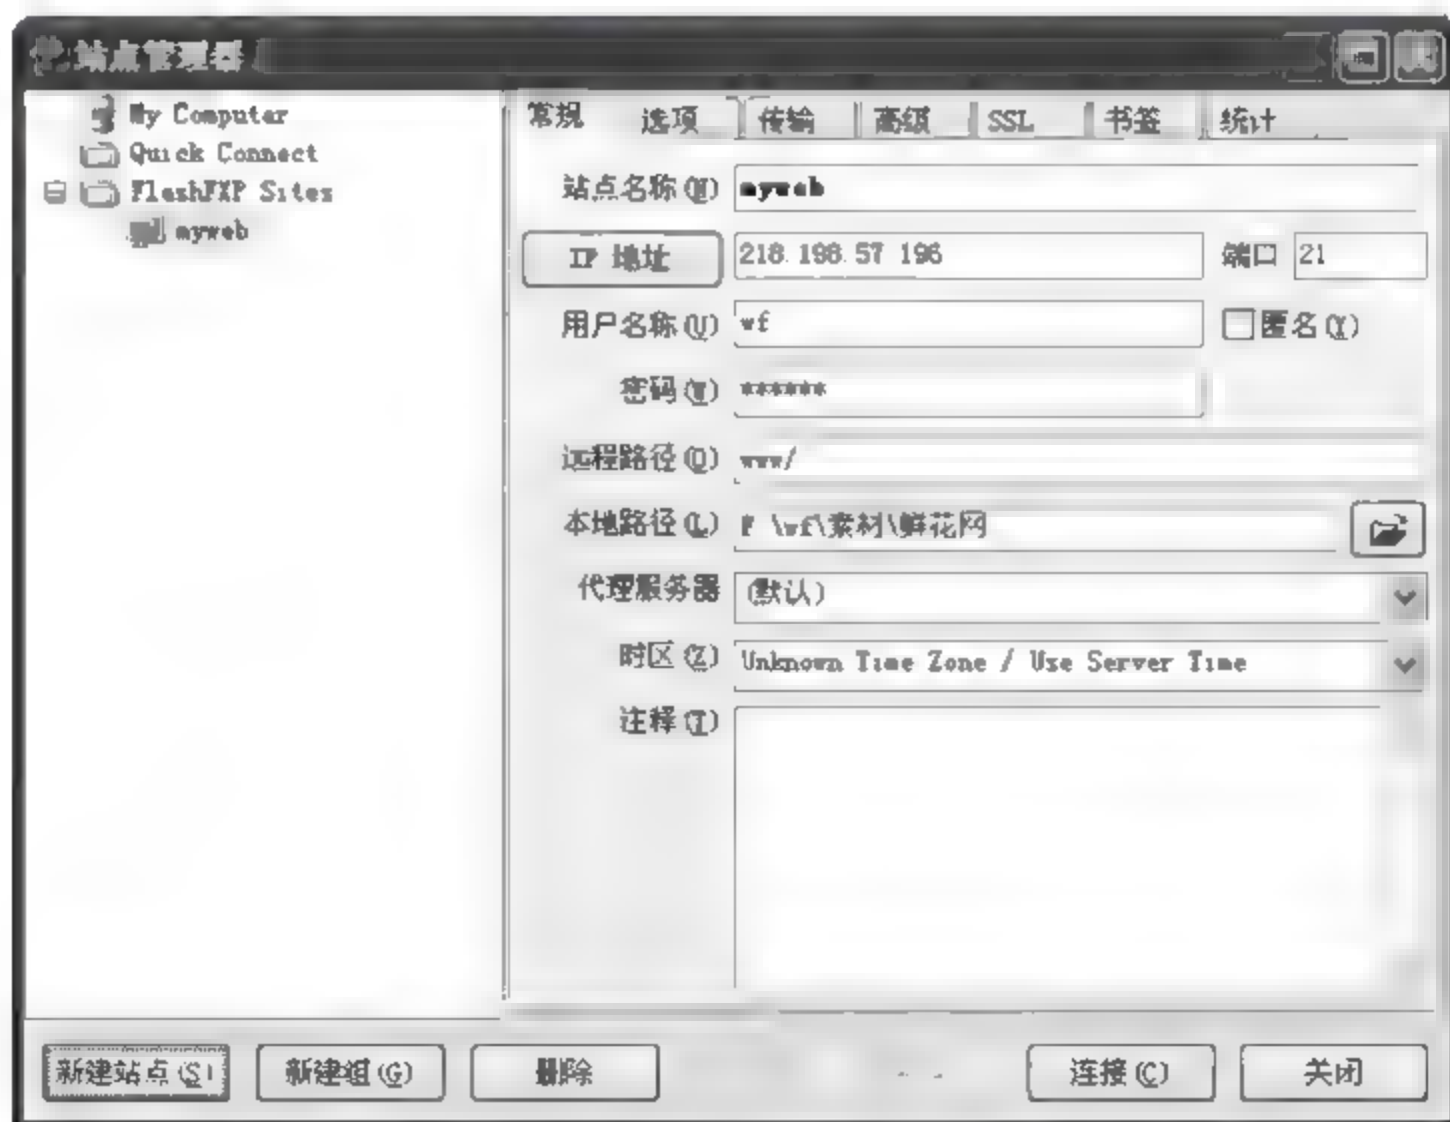 站点管理器
My Computer
Quick Connect
FlashFXP Sites
myweb
常规 选项 传输 高级 SSL 书签 统计
站点名称(N) myweb
IP 地址 218.198.57 196 端口 21
用户名称(U) wf 匿名(Y)
密码(W) ******
远程路径(O) www/
本地路径(L) F \wf\素材\鲜花网
代理服务器 (默认)
时区(Z) Unknown Time Zone / Use Server Time
注释(T)
新建站点(S) 新建组(G) 删除 连接(C) 关闭